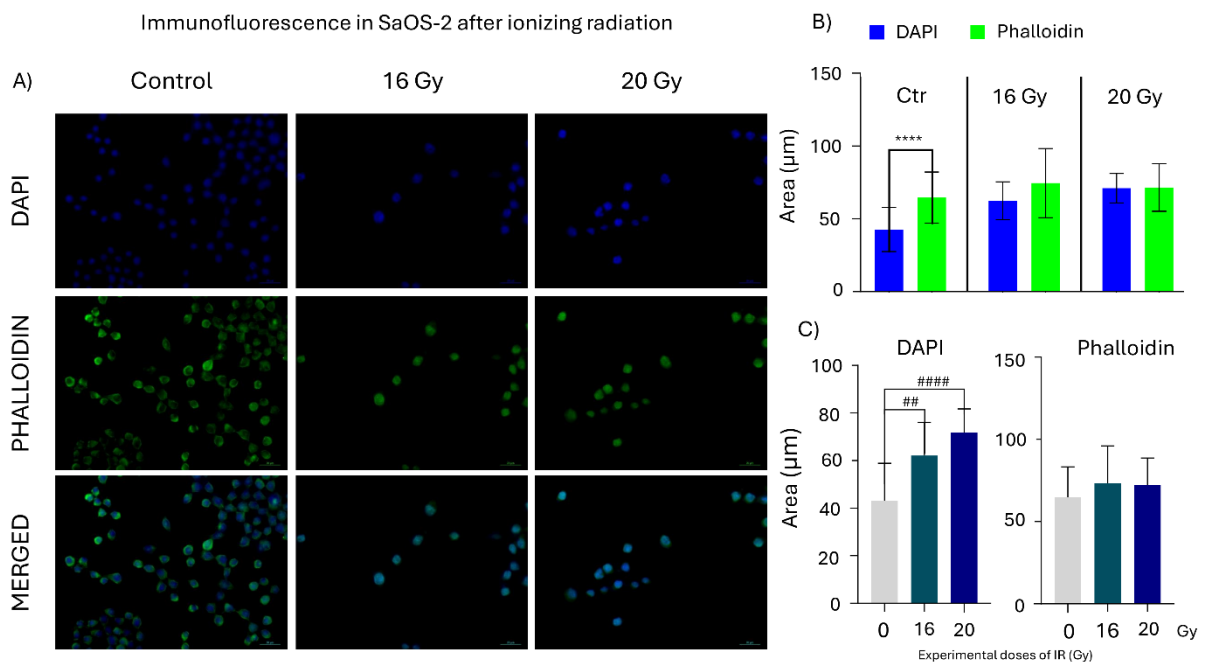 Immunofluorescence in SaOS-2 after ionizing radiation
A)
Control
16 Gy
20 Gy
DAPI
PHALLOIDIN
MERGED
B)
DAPI
Phalloidin
Area (µm)
150
100
50
0
Ctr
16 Gy
20 Gy
****
C)
DAPI
Area (µm)
100
80
60
40
20
0
##
####
0 16 20
Phalloidin
150
100
50
0
0 16 20 Gy
Experimental doses of IR (Gy)